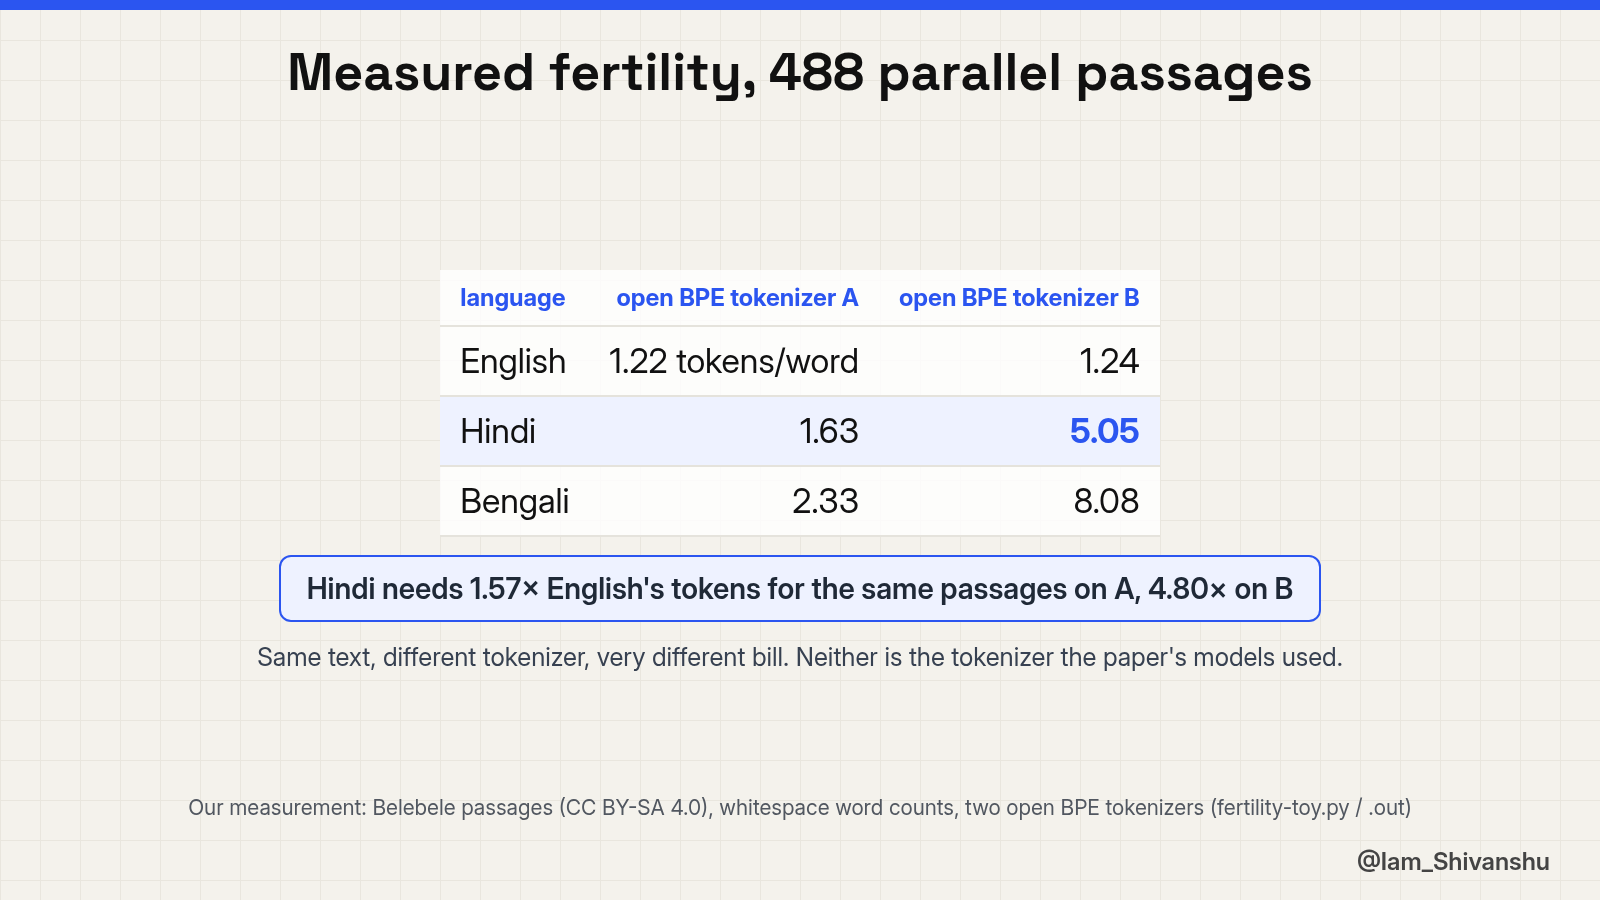 Measured fertility, 488 parallel passages
language open BPE tokenizer A open BPE tokenizer B
English 1.22 tokens/word 1.24
Hindi 1.63 5.05
Bengali 2.33 8.08
Hindi needs 1.57× English's tokens for the same passages on A, 4.80× on B
Same text, different tokenizer, very different bill. Neither is the tokenizer the paper's models used.
Our measurement: Belebele passages (CC BY-SA 4.0), whitespace word counts, two open BPE tokenizers (fertility-toy.py / .out)
@Iam_Shivanshu